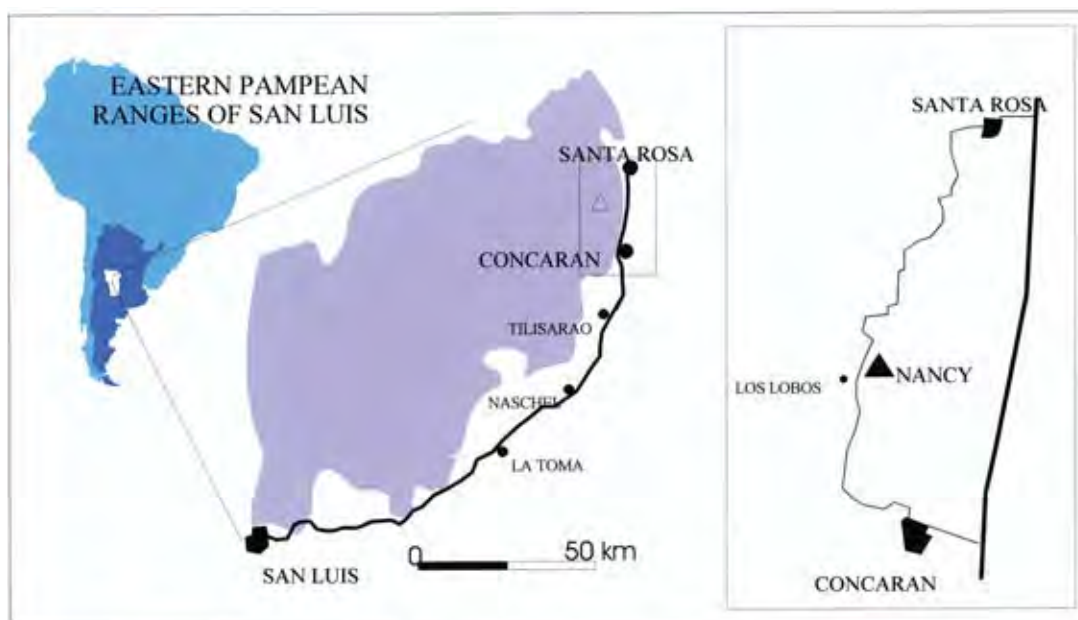 EASTERN PAMPEAN
RANGES OF SAN LUIS
SANTA ROSA
CONCARAN
TILISARAO
NASCHEL
LA TOMA
0 50 km
SAN LUIS
SANTA ROSA
NANCY
LOS LOBOS
CONCARAN